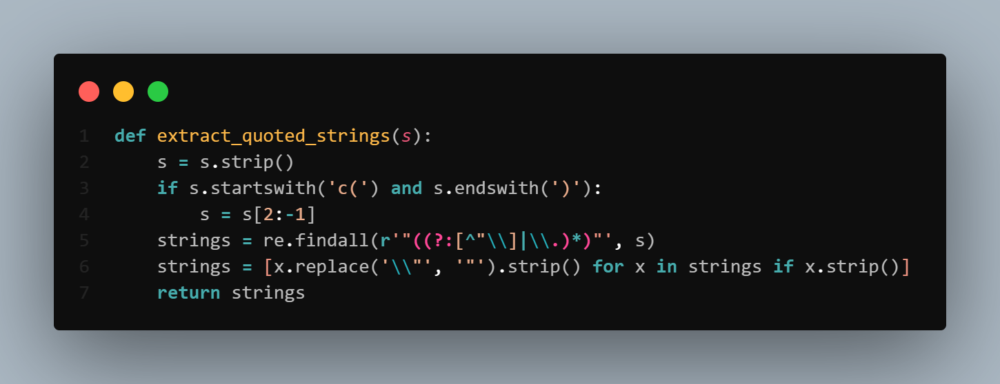 1 def extract_quoted_strings(s):
2     s = s.strip()
3     if s.startswith('c(') and s.endswith(')'):
4         s = s[2:-1]
5     strings = re.findall(r'"((?:[^"\\]|\\.)*)"', s)
6     strings = [x.replace('\\"', '"').strip() for x in strings if x.strip()]
7     return strings